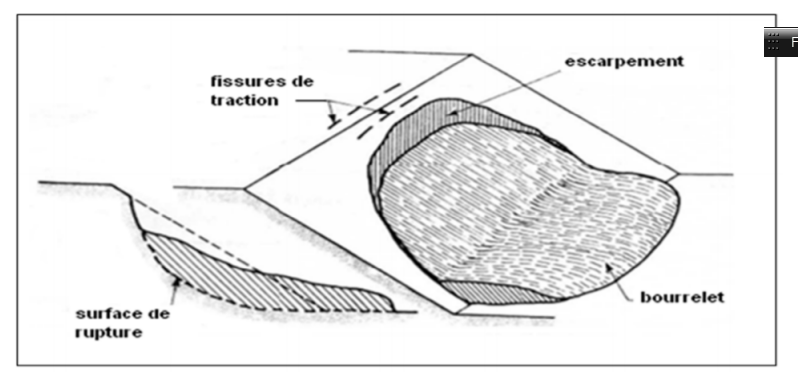 F
escarpement
fissures de
traction
bourrelet
surface de
rupture